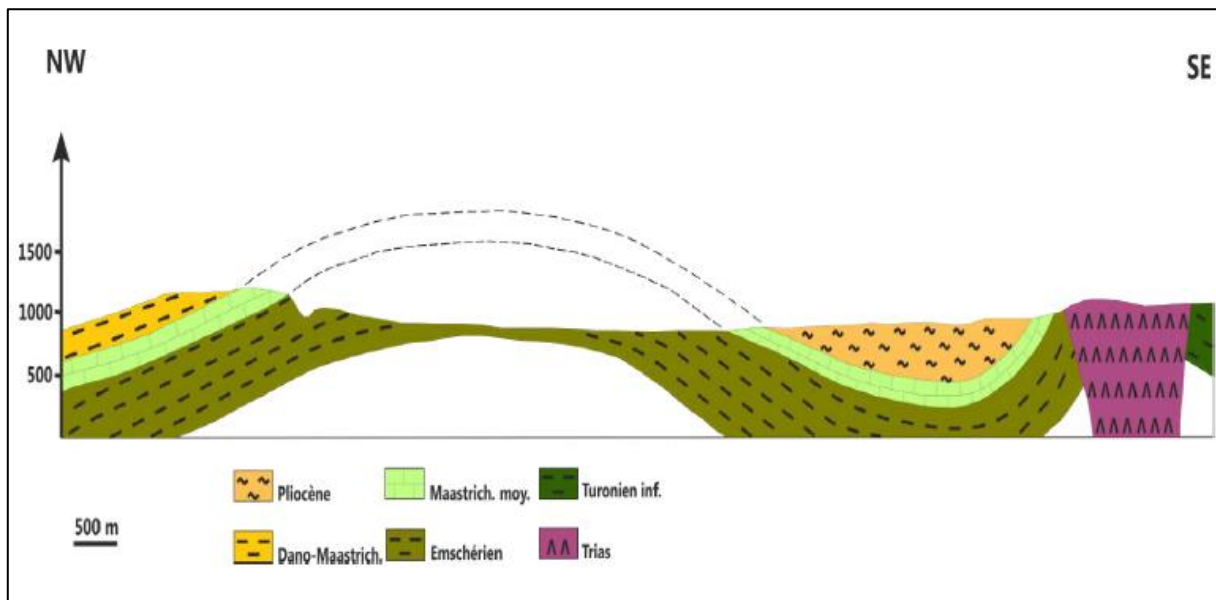 NW
SE
1500
1000
500
Pliocène
Maastrich. moy.
Turonien inf.
500 m
Dano-Maastrich.
Emschérien
Trias